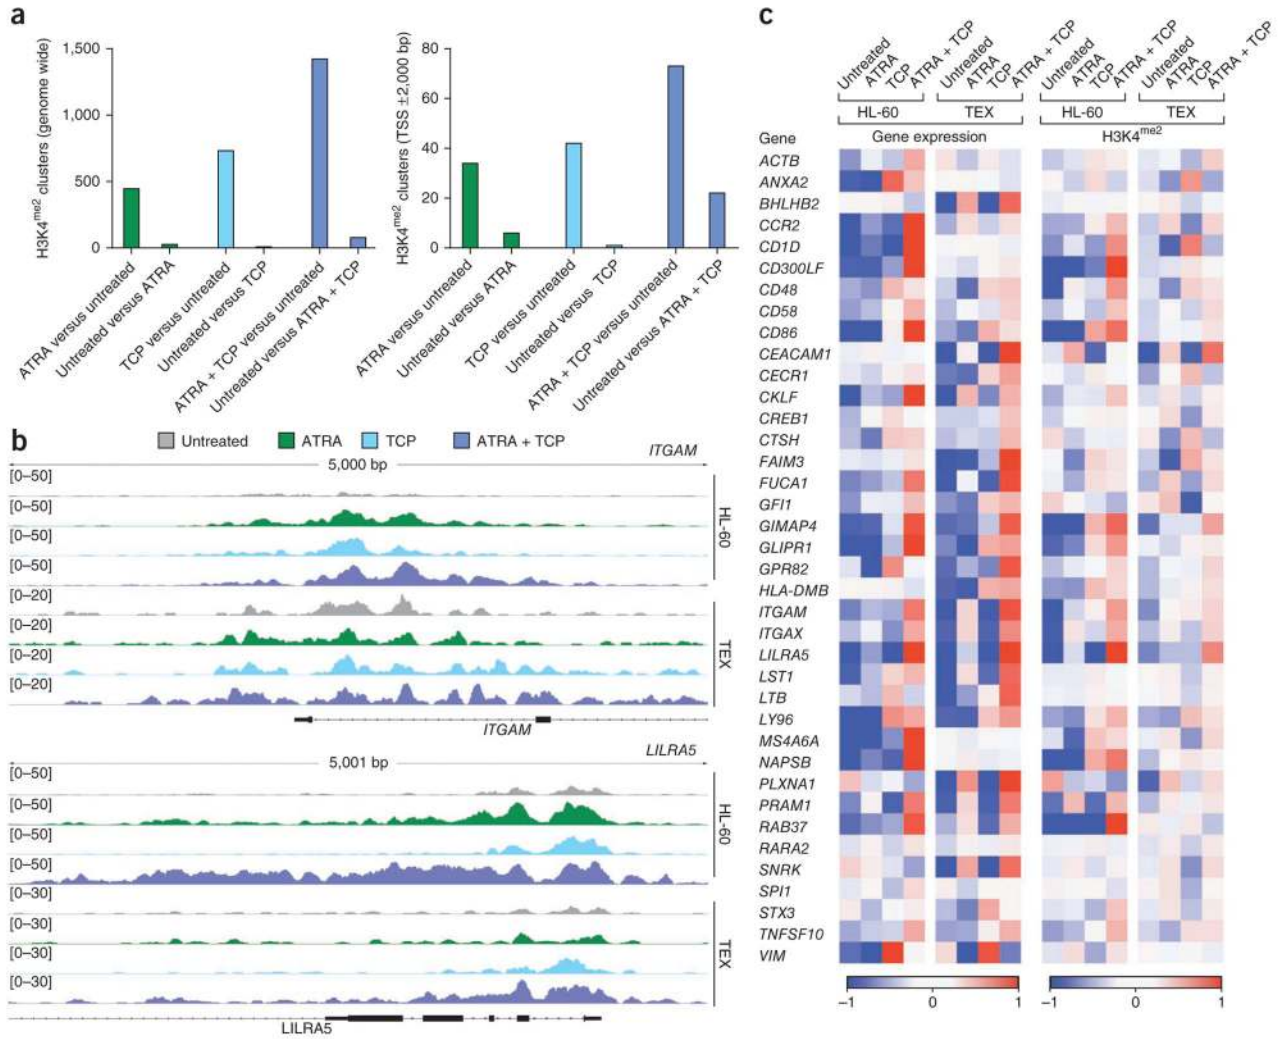 a
H3K4me2 clusters (genome wide)
1,500
1,000
500
0
ATRA versus untreated
Untreated versus ATRA
TCP versus untreated
Untreated versus TCP
ATRA + TCP versus untreated
Untreated versus ATRA + TCP
H3K4me2 clusters (TSS ±2,000 bp)
80
60
40
20
0
ATRA versus untreated
Untreated versus ATRA
TCP versus untreated
Untreated versus TCP
ATRA + TCP versus untreated
Untreated versus ATRA + TCP
b
Untreated ATRA TCP ATRA + TCP
ITGAM
5,000 bp
[0–50]
[0–50]
[0–50]
[0–50]
HL-60
[0–20]
[0–20]
[0–20]
[0–20]
TEX
ITGAM
LILRA5
5,001 bp
[0–50]
[0–50]
[0–50]
[0–50]
HL-60
[0–30]
[0–30]
[0–30]
[0–30]
TEX
LILRA5
c
Untreated ATRA TCP ATRA + TCP Untreated ATRA TCP ATRA + TCP Untreated ATRA TCP ATRA + TCP Untreated ATRA TCP ATRA + TCP
HL-60 TEX HL-60 TEX
Gene Gene expression H3K4me2
ACTB
ANXA2
BHLHB2
CCR2
CD1D
CD300LF
CD48
CD58
CD86
CEACAM1
CECR1
CKLF
CREB1
CTSH
FAIM3
FUCA1
GFI1
GIMAP4
GLIPR1
GPR82
HLA-DMB
ITGAM
ITGAX
LILRA5
LST1
LTB
LY96
MS4A6A
NAPSB
PLXNA1
PRAM1
RAB37
RARA2
SNRK
SPI1
STX3
TNFSF10
VIM
–1 0 1 –1 0 1